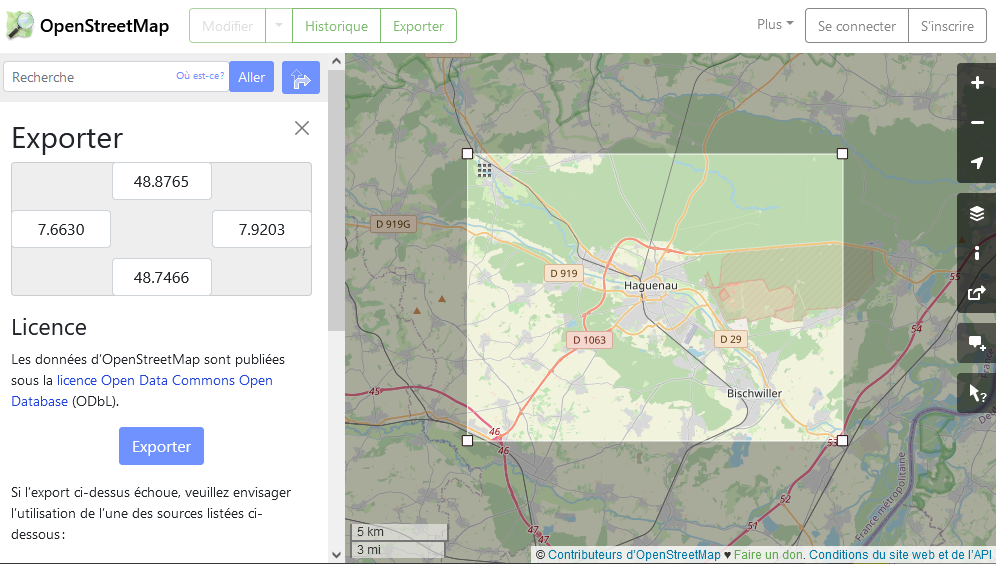 OpenStreetMap
Modifier
Historique
Exporter
Plus
Se connecter
S'inscrire
Recherche
Où est-ce?
Aller
Exporter
48.8765
7.6630
7.9203
48.7466
Licence
Les données d'OpenStreetMap sont publiées
sous la licence Open Data Commons Open
Database (ODbL).
Exporter
Si l'export ci-dessus échoue, veuillez envisager
l'utilisation de l'une des sources listées ci-
dessous :
D 919G
D 919
Haguenau
D 1063
D 29
Bischwiller
55
54
45
46
46
53
52
51
47
47
France métropolitaine
5 km
3 mi
© Contributeurs d'OpenStreetMap ♥ Faire un don. Conditions du site web et de l'API